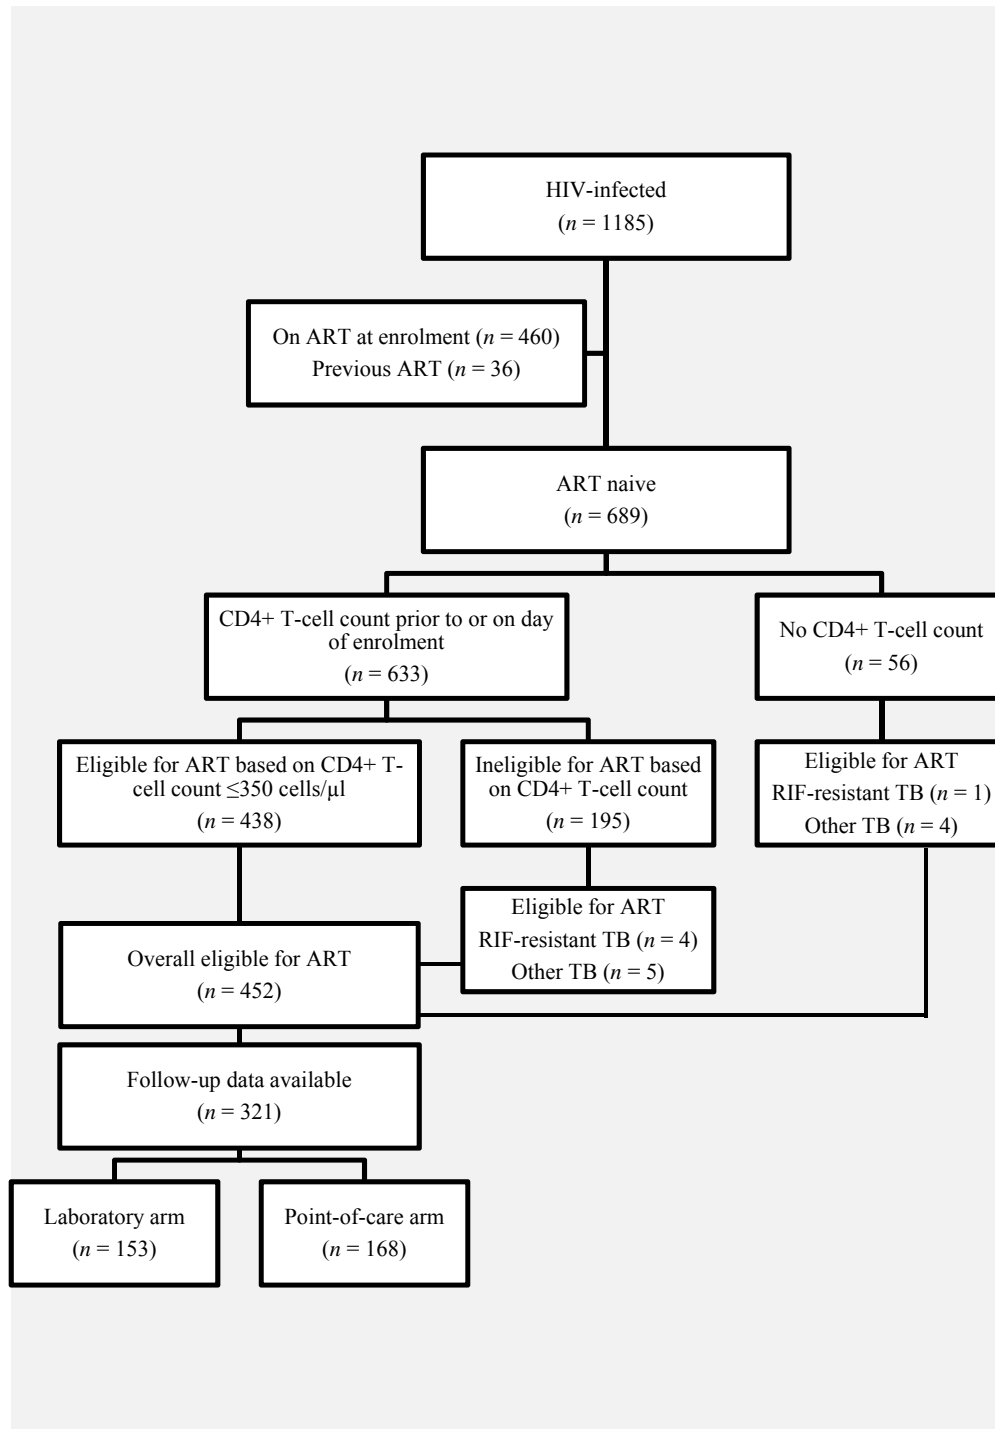 HIV-infected
(n = 1185)
On ART at enrolment (n = 460)
Previous ART (n = 36)
ART naive
(n = 689)
CD4+ T-cell count prior to or on day
of enrolment
(n = 633)
No CD4+ T-cell count
(n = 56)
Eligible for ART based on CD4+ T-
cell count ≤350 cells/µl
(n = 438)
Ineligible for ART based
on CD4+ T-cell count
(n = 195)
Eligible for ART
RIF-resistant TB (n = 1)
Other TB (n = 4)
Eligible for ART
RIF-resistant TB (n = 4)
Other TB (n = 5)
Overall eligible for ART
(n = 452)
Follow-up data available
(n = 321)
Laboratory arm
(n = 153)
Point-of-care arm
(n = 168)